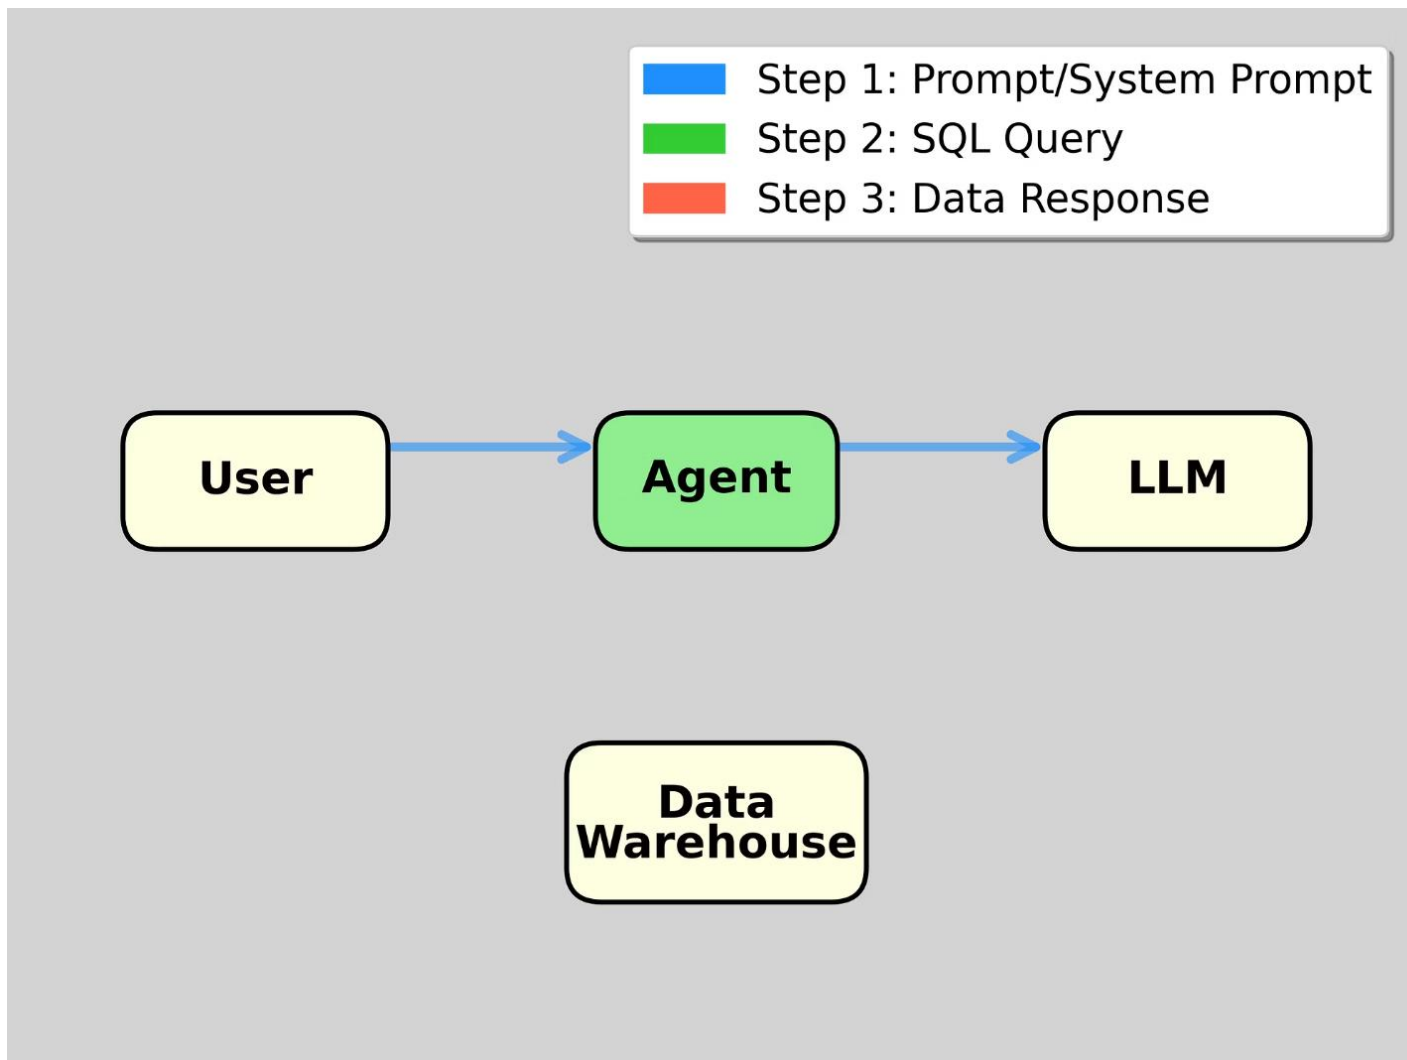 Step 1: Prompt/System Prompt
Step 2: SQL Query
Step 3: Data Response
User
Agent
LLM
Data
Warehouse